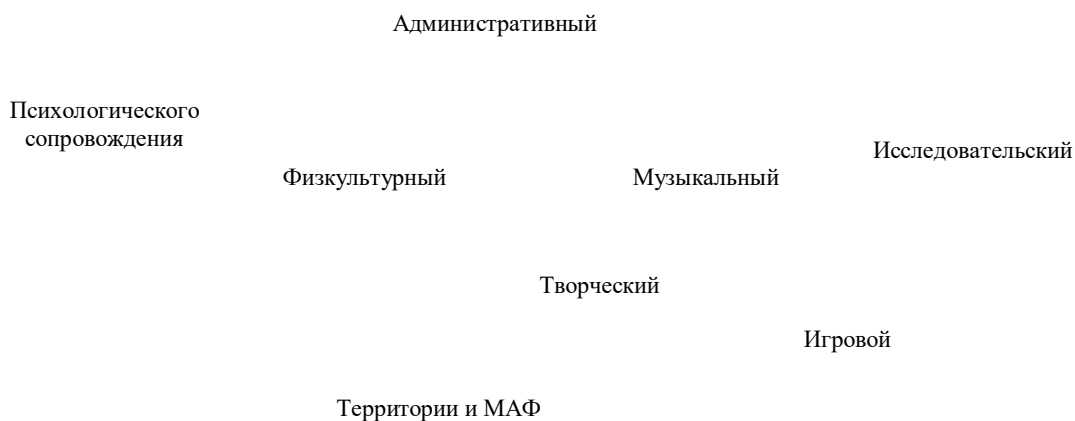 Административный
Психологического
сопровождения
Исследовательский
Физкультурный
Музыкальный
Творческий
Игровой
Территории и МАФ